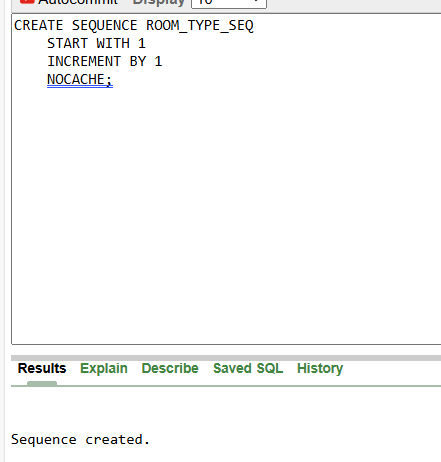 Autocommit Display 10
CREATE SEQUENCE ROOM_TYPE_SEQ
START WITH 1
INCREMENT BY 1
NOCACHE;
Results Explain Describe Saved SQL History
Sequence created.